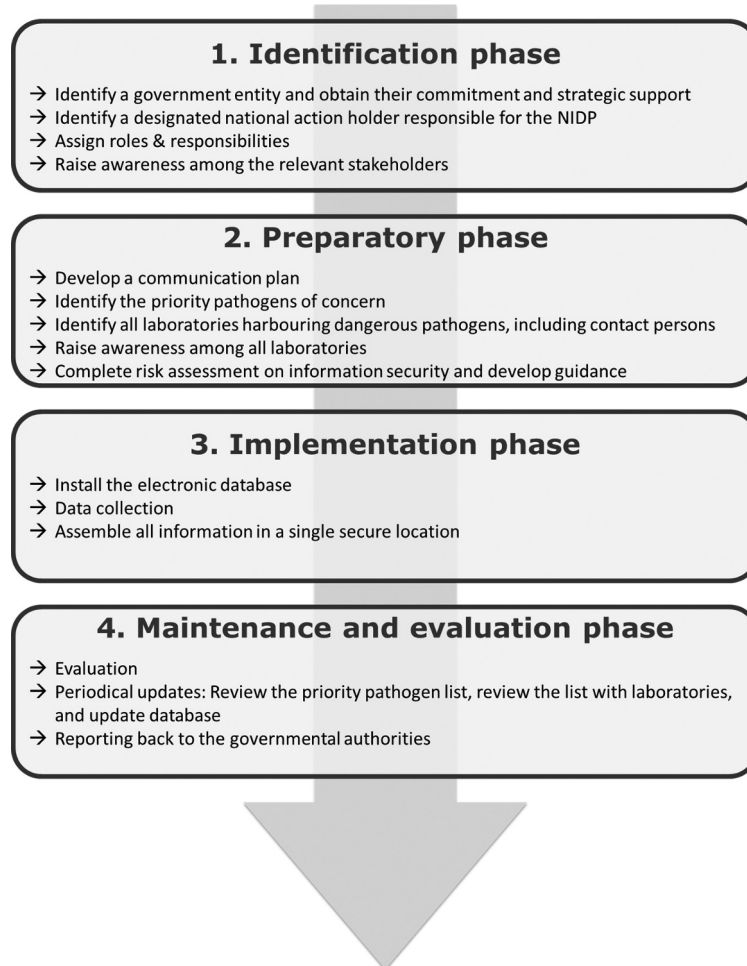 1. Identification phase
→ Identify a government entity and obtain their commitment and strategic support
→ Identify a designated national action holder responsible for the NIDP
→ Assign roles & responsibilities
→ Raise awareness among the relevant stakeholders
2. Preparatory phase
→ Develop a communication plan
→ Identify the priority pathogens of concern
→ Identify all laboratories harbouring dangerous pathogens, including contact persons
→ Raise awareness among all laboratories
→ Complete risk assessment on information security and develop guidance
3. Implementation phase
→ Install the electronic database
→ Data collection
→ Assemble all information in a single secure location
4. Maintenance and evaluation phase
→ Evaluation
→ Periodical updates: Review the priority pathogen list, review the list with laboratories,
and update database
→ Reporting back to the governmental authorities